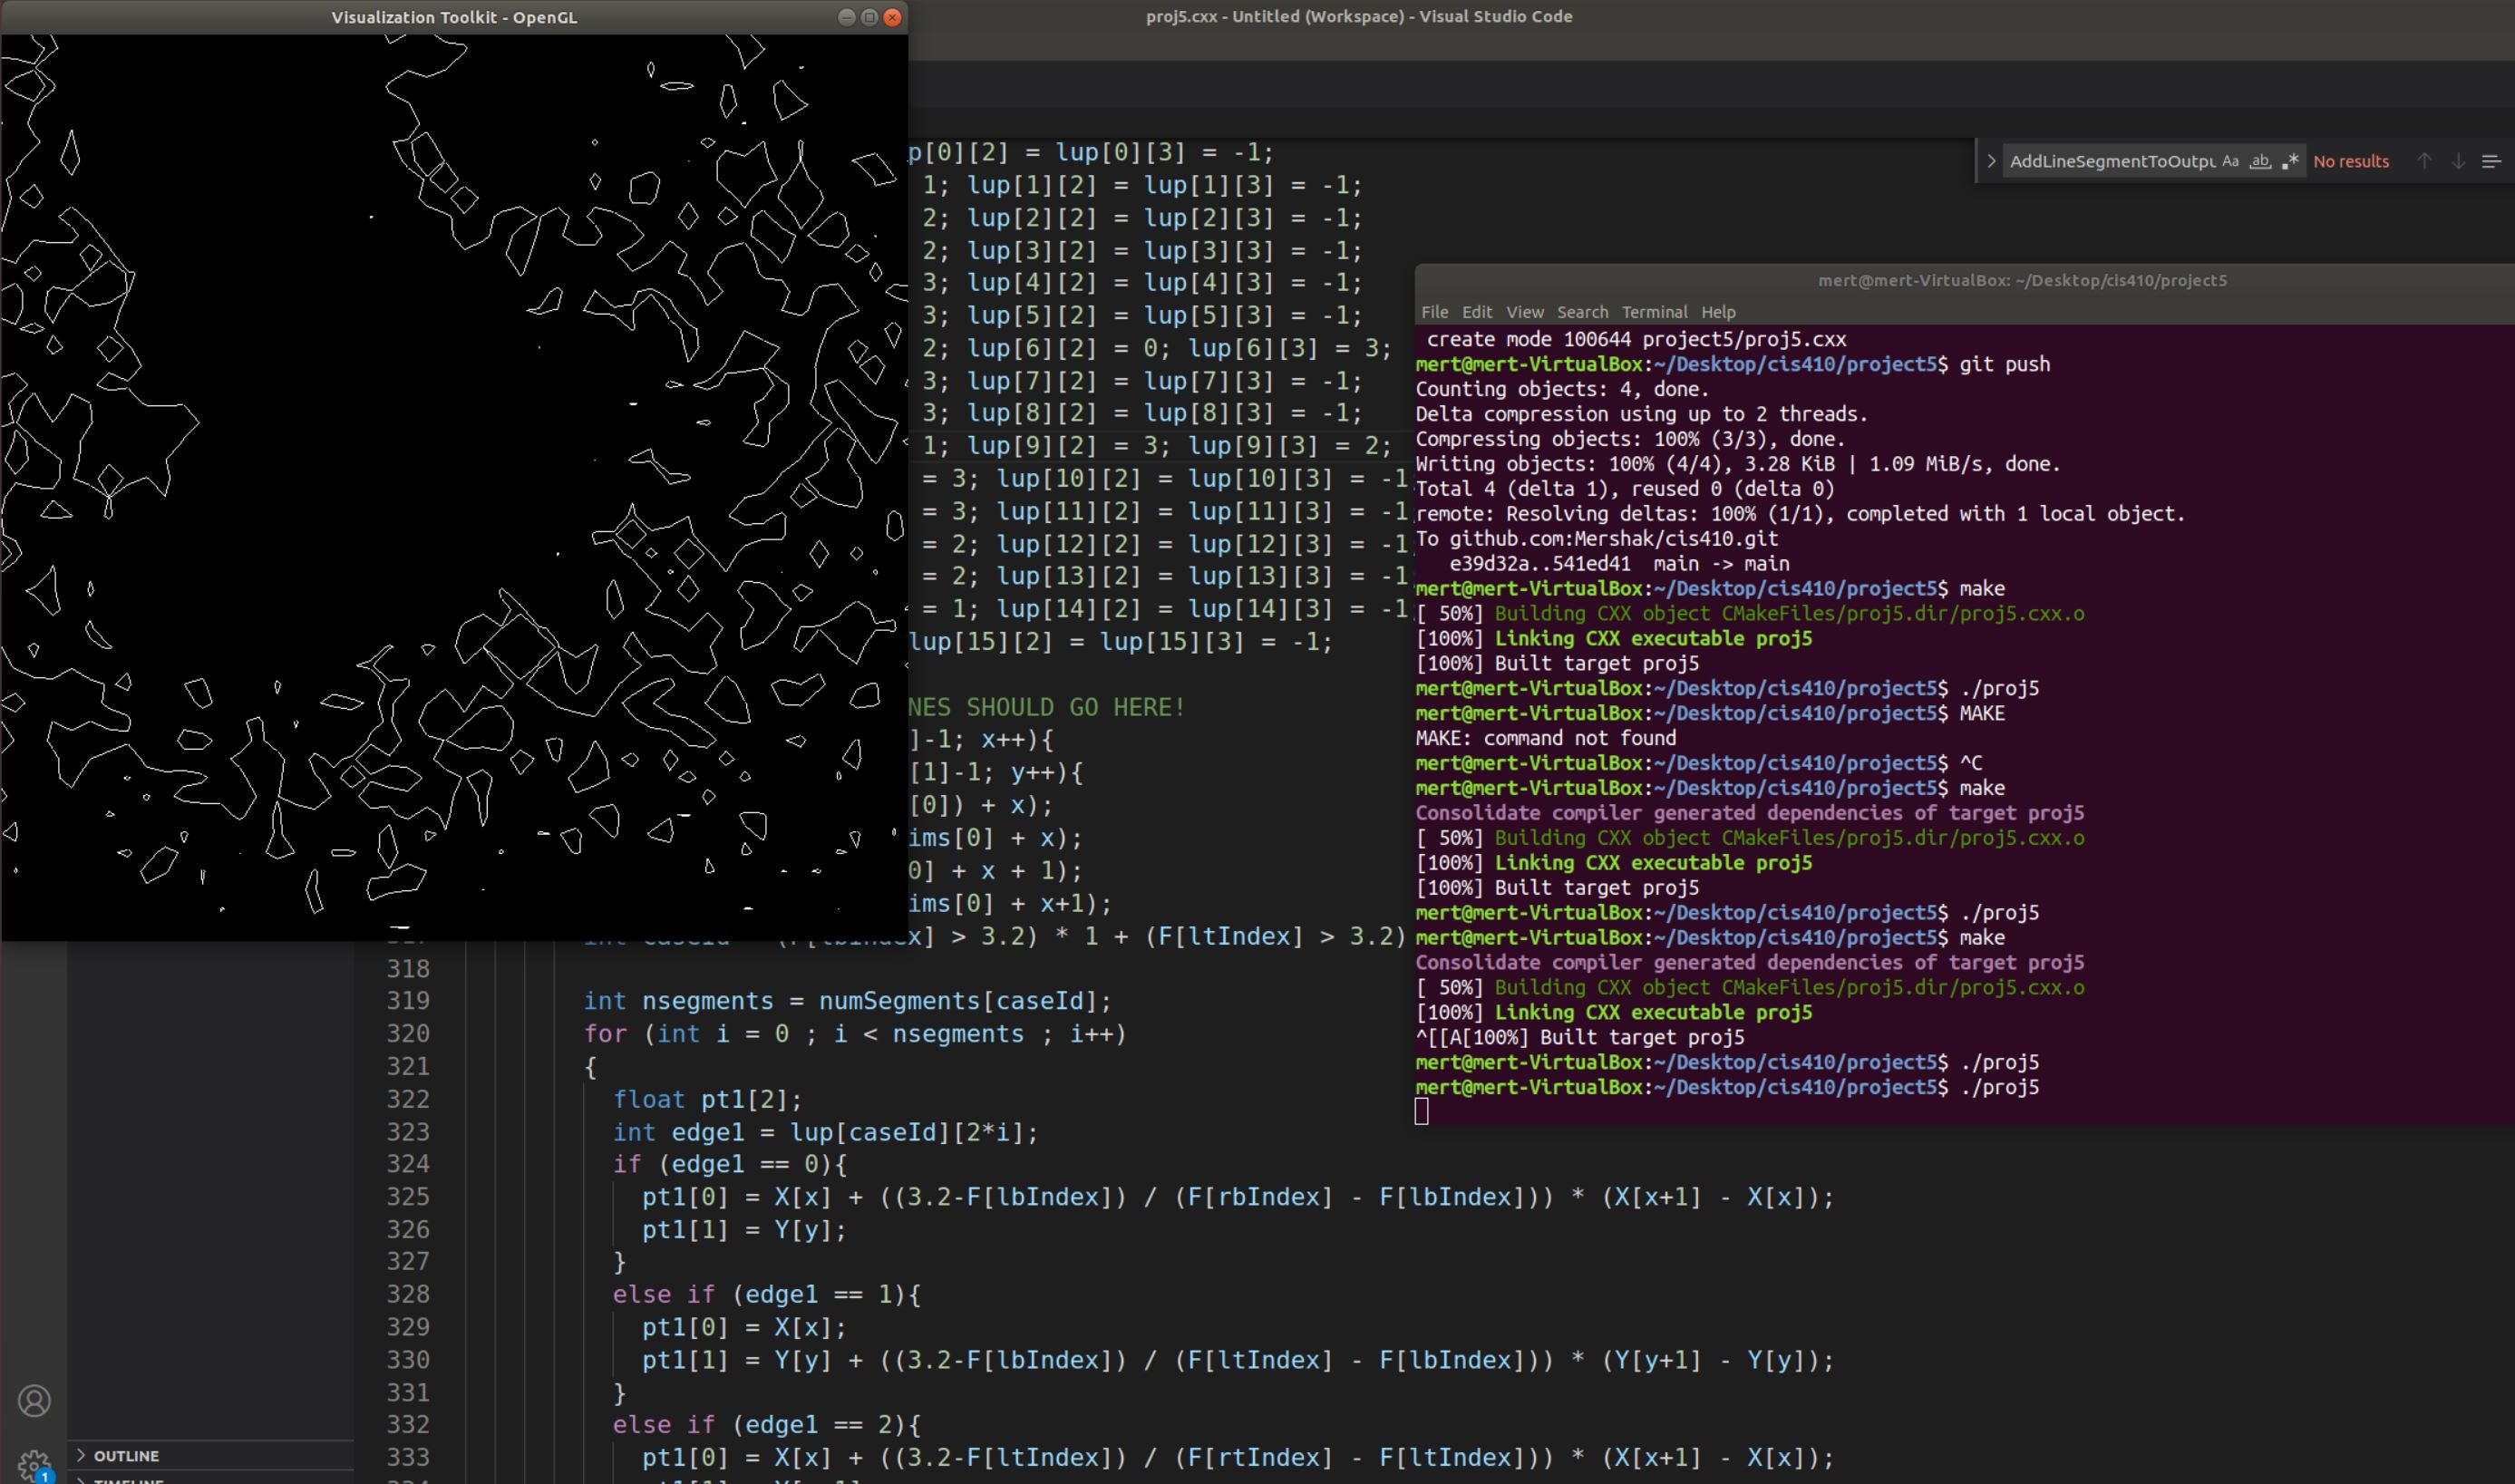 Visualization Toolkit - OpenGL
proj5.cxx - Untitled (Workspace) - Visual Studio Code
AddLineSegmentToOutpu Aa ab .* No results
p[0][2] = lup[0][3] = -1;
1; lup[1][2] = lup[1][3] = -1;
2; lup[2][2] = lup[2][3] = -1;
2; lup[3][2] = lup[3][3] = -1;
3; lup[4][2] = lup[4][3] = -1;
3; lup[5][2] = lup[5][3] = -1;
2; lup[6][2] = 0; lup[6][3] = 3;
3; lup[7][2] = lup[7][3] = -1;
3; lup[8][2] = lup[8][3] = -1;
1; lup[9][2] = 3; lup[9][3] = 2;
= 3; lup[10][2] = lup[10][3] = -1
= 3; lup[11][2] = lup[11][3] = -1
= 2; lup[12][2] = lup[12][3] = -1
= 2; lup[13][2] = lup[13][3] = -1
= 1; lup[14][2] = lup[14][3] = -1
lup[15][2] = lup[15][3] = -1;
NES SHOULD GO HERE!
]-1; x++){
[1]-1; y++){
[0]) + x);
ims[0] + x);
0] + x + 1);
ims[0] + x+1);
x] > 3.2) * 1 + (F[ltIndex] > 3.2)
318
319 int nsegments = numSegments[caseId];
320 for (int i = 0 ; i < nsegments ; i++)
321 {
322 float pt1[2];
323 int edge1 = lup[caseId][2*i];
324 if (edge1 == 0){
325 pt1[0] = X[x] + ((3.2-F[lbIndex]) / (F[rbIndex] - F[lbIndex])) * (X[x+1] - X[x]);
326 pt1[1] = Y[y];
327 }
328 else if (edge1 == 1){
329 pt1[0] = X[x];
330 pt1[1] = Y[y] + ((3.2-F[lbIndex]) / (F[ltIndex] - F[lbIndex])) * (Y[y+1] - Y[y]);
331 }
332 else if (edge1 == 2){
333 pt1[0] = X[x] + ((3.2-F[ltIndex]) / (F[rtIndex] - F[ltIndex])) * (X[x+1] - X[x]);
OUTLINE
TIMELINE
1
mert@mert-VirtualBox: ~/Desktop/cis410/project5
File Edit View Search Terminal Help
create mode 100644 project5/proj5.cxx
mert@mert-VirtualBox:~/Desktop/cis410/project5$ git push
Counting objects: 4, done.
Delta compression using up to 2 threads.
Compressing objects: 100% (3/3), done.
Writing objects: 100% (4/4), 3.28 KiB | 1.09 MiB/s, done.
Total 4 (delta 1), reused 0 (delta 0)
remote: Resolving deltas: 100% (1/1), completed with 1 local object.
To github.com:Mershak/cis410.git
e39d32a..541ed41 main -> main
mert@mert-VirtualBox:~/Desktop/cis410/project5$ make
[ 50%] Building CXX object CMakeFiles/proj5.dir/proj5.cxx.o
[100%] Linking CXX executable proj5
[100%] Built target proj5
mert@mert-VirtualBox:~/Desktop/cis410/project5$ ./proj5
mert@mert-VirtualBox:~/Desktop/cis410/project5$ MAKE
MAKE: command not found
mert@mert-VirtualBox:~/Desktop/cis410/project5$ ^C
mert@mert-VirtualBox:~/Desktop/cis410/project5$ make
Consolidate compiler generated dependencies of target proj5
[ 50%] Building CXX object CMakeFiles/proj5.dir/proj5.cxx.o
[100%] Linking CXX executable proj5
[100%] Built target proj5
mert@mert-VirtualBox:~/Desktop/cis410/project5$ ./proj5
mert@mert-VirtualBox:~/Desktop/cis410/project5$ make
Consolidate compiler generated dependencies of target proj5
[ 50%] Building CXX object CMakeFiles/proj5.dir/proj5.cxx.o
[100%] Linking CXX executable proj5
^[[A[100%] Built target proj5
mert@mert-VirtualBox:~/Desktop/cis410/project5$ ./proj5
mert@mert-VirtualBox:~/Desktop/cis410/project5$ ./proj5